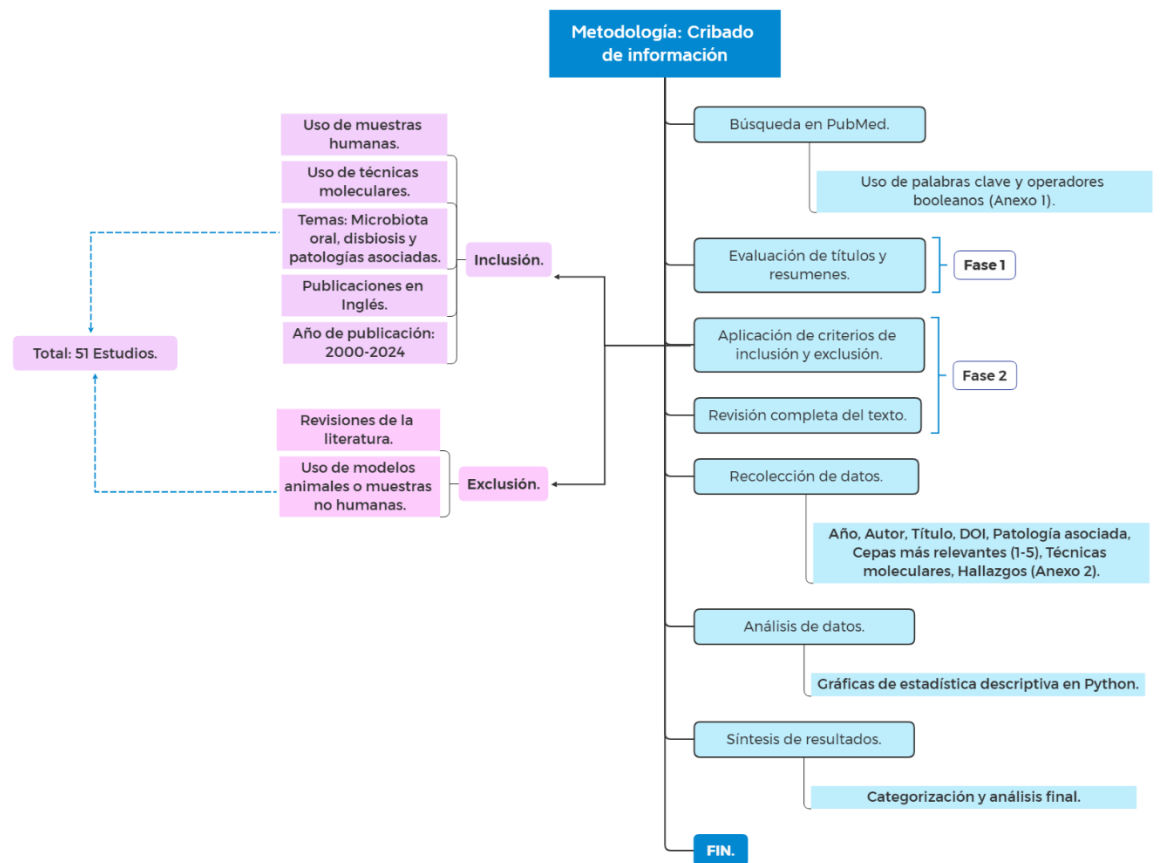 Metodología: Cribado
de información
Búsqueda en PubMed.
Uso de palabras clave y operadores
booleanos (Anexo 1).
Evaluación de títulos y
resumenes.
Fase 1
Aplicación de criterios de
inclusión y exclusión.
Revisión completa del texto.
Fase 2
Inclusión.
Uso de muestras
humanas.
Uso de técnicas
moleculares.
Temas: Microbiota
oral, disbiosis y
patologías asociadas.
Publicaciones en
Inglés.
Año de publicación:
2000-2024
Exclusión.
Revisiones de la
literatura.
Uso de modelos
animales o muestras
no humanas.
Total: 51 Estudios.
Recolección de datos.
Año, Autor, Título, DOI, Patología asociada,
Cepas más relevantes (1-5), Técnicas
moleculares, Hallazgos (Anexo 2).
Análisis de datos.
Gráficas de estadística descriptiva en Python.
Síntesis de resultados.
Categorización y análisis final.
FIN.